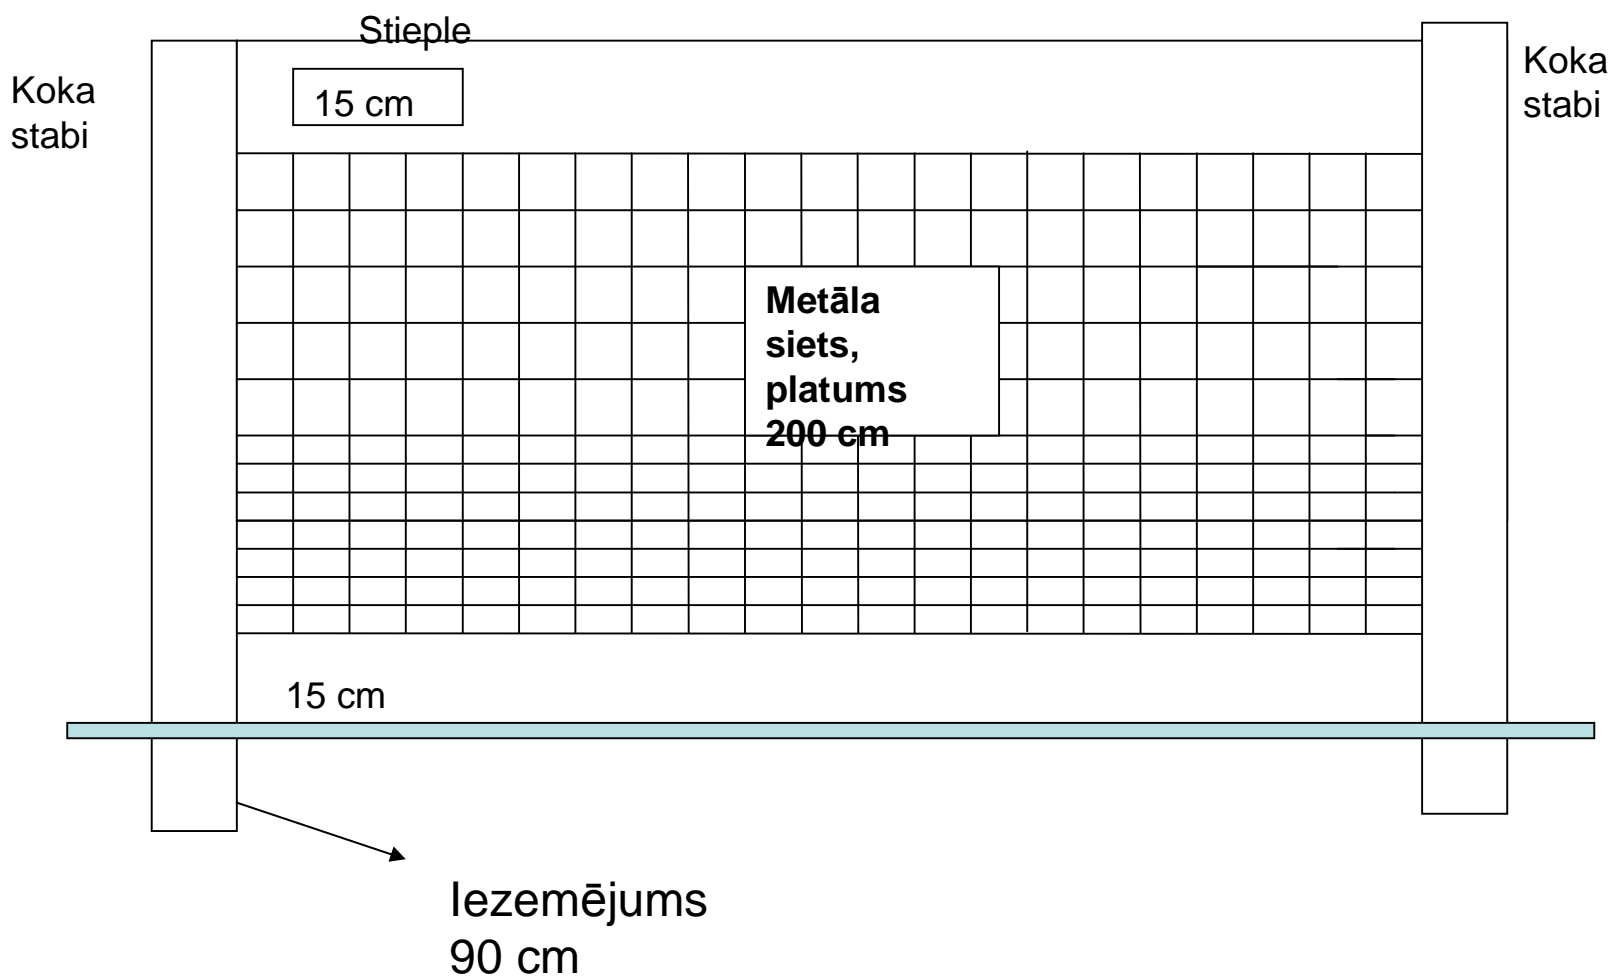 Stieple
Koka
stabi
15 cm
Koka
stabi
Metāla
siets,
platums
200 cm
15 cm
Iezemējums
90 cm